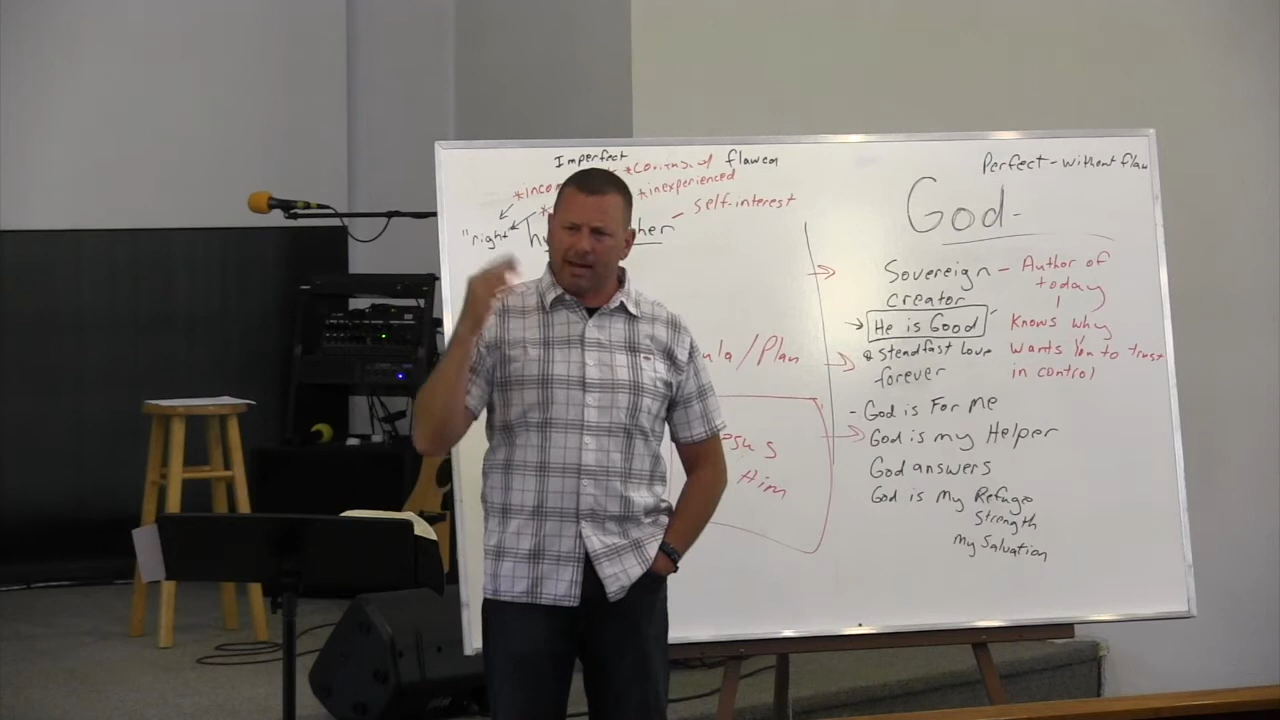 Imperfect
flawed
*inexperienced
self-interest
"right"
Perfect - without flaw
God-
Sovereign - Author of
today
creator
He is Good
Knows why
steadfast Love
forever
Wants You to trust
in control
/Plan
- God is For me
God is my Helper
God answers
God is My Refuge
Strength
My Salvation
Him